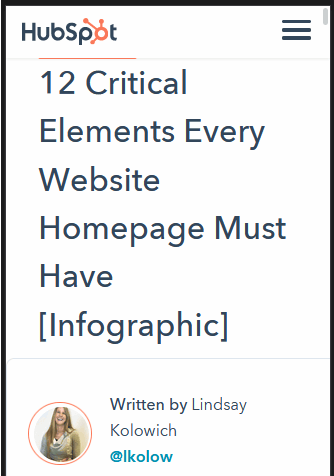 HubSpot
12 Critical
Elements Every
Website
Homepage Must
Have
[Infographic]
Written by Lindsay
Kolowich
@lkolow